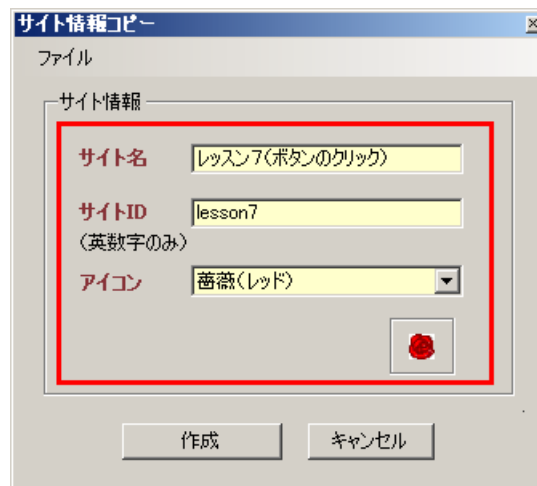 サイト情報コピー
ファイル
サイト情報
サイト名 レッスン7(ボタンのクリック)
サイトID lesson7
(英数字のみ)
アイコン 薔薇(レッド)
作成 キャンセル